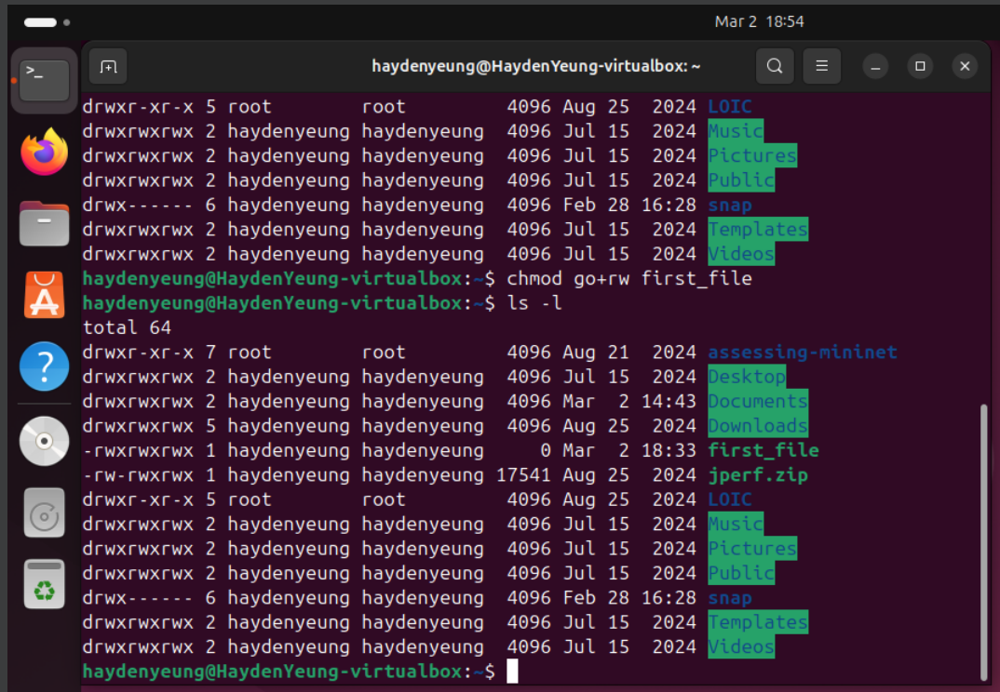 Mar 2 18:54
haydenyeung@HaydenYeung-virtualbox: ~
drwxr-xr-x 5 root        root         4096 Aug 25  2024 LOIC
drwxrwxrwx 2 haydenyeung haydenyeung  4096 Jul 15  2024 Music
drwxrwxrwx 2 haydenyeung haydenyeung  4096 Jul 15  2024 Pictures
drwxrwxrwx 2 haydenyeung haydenyeung  4096 Jul 15  2024 Public
drwx------ 6 haydenyeung haydenyeung  4096 Feb 28 16:28 snap
drwxrwxrwx 2 haydenyeung haydenyeung  4096 Jul 15  2024 Templates
drwxrwxrwx 2 haydenyeung haydenyeung  4096 Jul 15  2024 Videos
haydenyeung@HaydenYeung-virtualbox:~$ chmod go+rw first_file
haydenyeung@HaydenYeung-virtualbox:~$ ls -l
total 64
drwxr-xr-x 7 root        root         4096 Aug 21  2024 assessing-mininet
drwxrwxrwx 2 haydenyeung haydenyeung  4096 Jul 15  2024 Desktop
drwxrwxrwx 2 haydenyeung haydenyeung  4096 Mar  2 14:43 Documents
drwxrwxrwx 5 haydenyeung haydenyeung  4096 Aug 25  2024 Downloads
-rwxrwxrwx 1 haydenyeung haydenyeung     0 Mar  2 18:33 first_file
-rw-rwxrwx 1 haydenyeung haydenyeung 17541 Aug 25  2024 jperf.zip
drwxr-xr-x 5 root        root         4096 Aug 25  2024 LOIC
drwxrwxrwx 2 haydenyeung haydenyeung  4096 Jul 15  2024 Music
drwxrwxrwx 2 haydenyeung haydenyeung  4096 Jul 15  2024 Pictures
drwxrwxrwx 2 haydenyeung haydenyeung  4096 Jul 15  2024 Public
drwx------ 6 haydenyeung haydenyeung  4096 Feb 28 16:28 snap
drwxrwxrwx 2 haydenyeung haydenyeung  4096 Jul 15  2024 Templates
drwxrwxrwx 2 haydenyeung haydenyeung  4096 Jul 15  2024 Videos
haydenyeung@HaydenYeung-virtualbox:~$